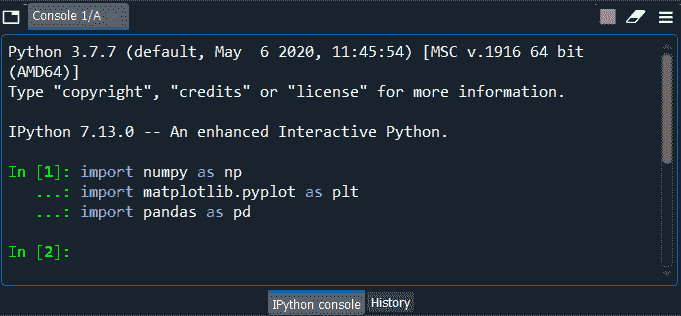 Console 1/A
Python 3.7.7 (default, May  6 2020, 11:45:54) [MSC v.1916 64 bit
(AMD64)]
Type "copyright", "credits" or "license" for more information.
IPython 7.13.0 -- An enhanced Interactive Python.
In [1]: import numpy as np
   ...: import matplotlib.pyplot as plt
   ...: import pandas as pd
In [2]:
IPython console History